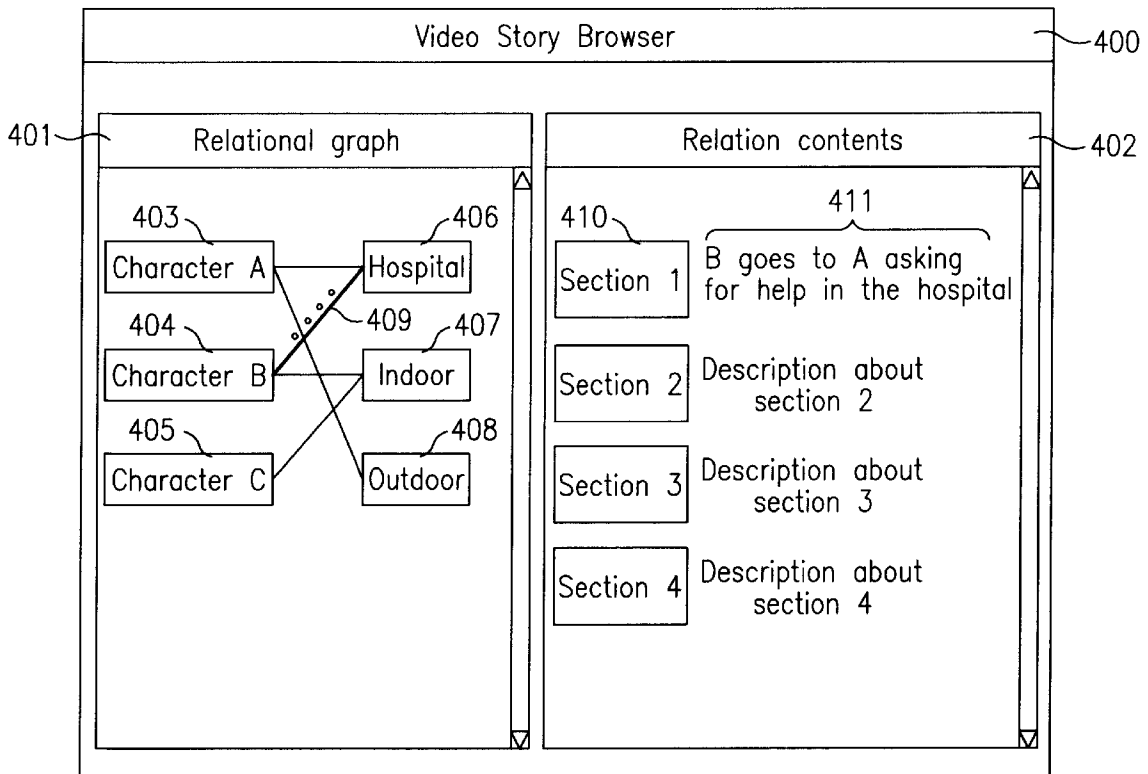 Video Story Browser
400
401
Relational graph
Relation contents
402
403
406
410
411
Character A
Hospital
Section 1
B goes to A asking
for help in the hospital
404
409
407
Character B
Indoor
Section 2
Description about
section 2
405
408
Character C
Outdoor
Section 3
Description about
section 3
Section 4
Description about
section 4